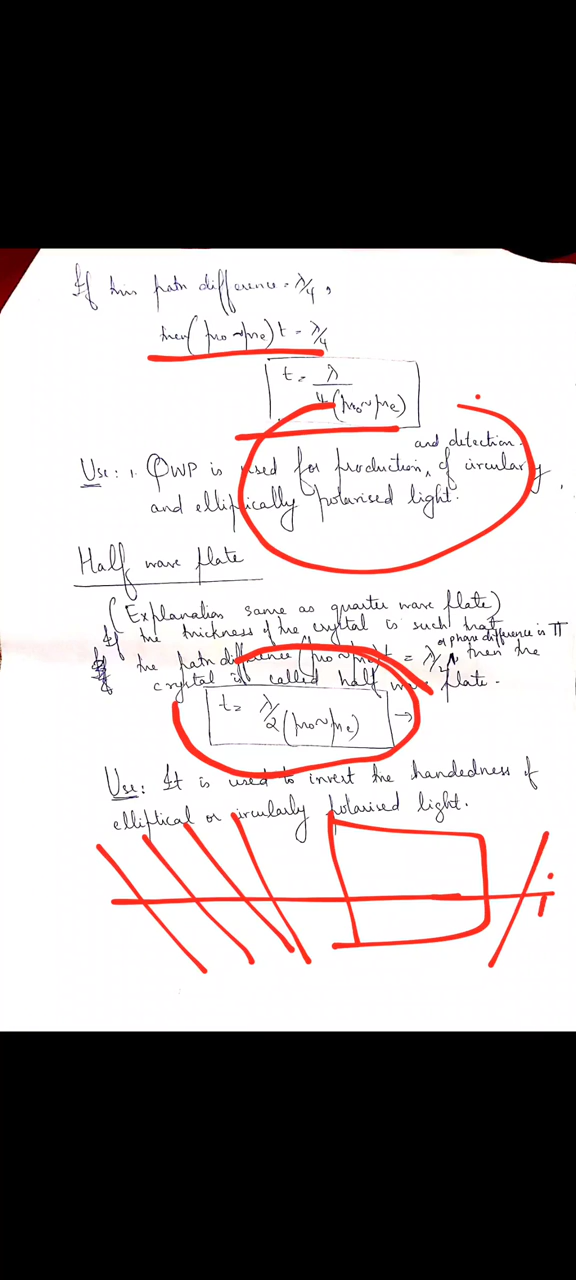 If this path difference = λ/4,
then (μo ~ μe) t = λ/4
t = λ / 4 (μo ~ μe)
and detection.
Use: 1. QWP is used for production, of circularly
and elliptically polarised light.
Half wave plate
(Explanation same as quarter wave plate)
If the thickness of the crystal is such that
or phase difference is π
the path difference (μo ~ μe) t = λ/2, then the
crystal is called half wave plate.
t = λ/2 (μo ~ μe) →
Use: It is used to invert the handedness of
elliptical or circularly polarised light.